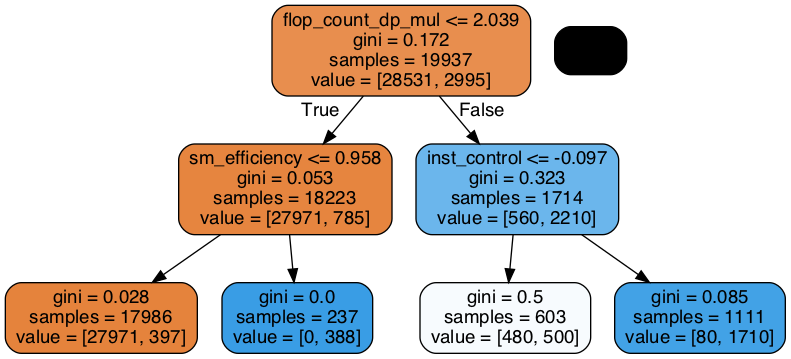 flop_count_dp_mul <= 2.039
gini = 0.172
samples = 19937
value = [28531, 2995]
True
False
sm_efficiency <= 0.958
gini = 0.053
samples = 18223
value = [27971, 785]
inst_control <= -0.097
gini = 0.323
samples = 1714
value = [560, 2210]
gini = 0.028
samples = 17986
value = [27971, 397]
gini = 0.0
samples = 237
value = [0, 388]
gini = 0.5
samples = 603
value = [480, 500]
gini = 0.085
samples = 1111
value = [80, 1710]